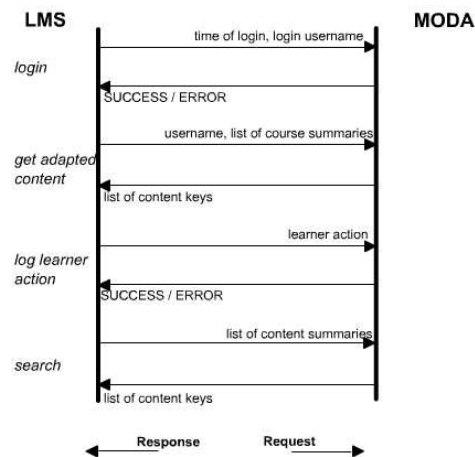 LMS MODA
time of login, login username
login
SUCCESS / ERROR
username, list of course summaries
get adapted
content
list of content keys
learner action
log learner
action
SUCCESS / ERROR
list of content summaries
search
list of content keys
Response Request